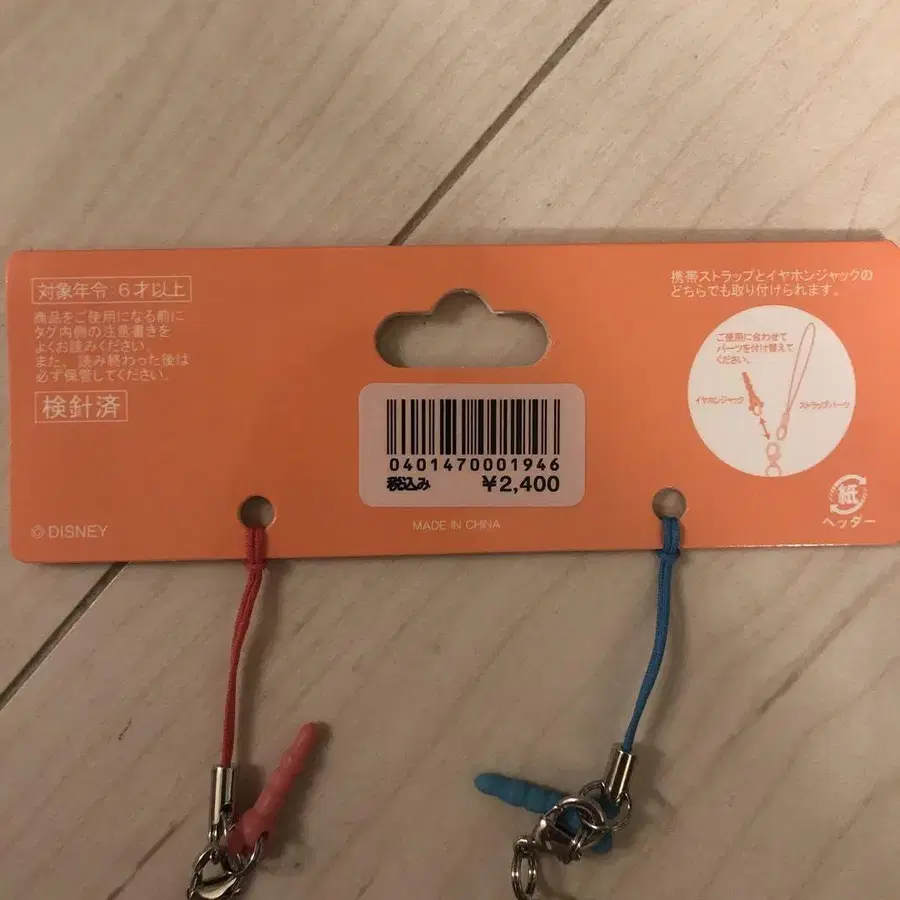 対象年令:6才以上
商品をご使用になる前に
タグ内側の注意書きを
よくお読みください。
また、読み終わった後は
必ず保管してください。
検針済
© DISNEY
0401470001946
税込み ¥2,400
MADE IN CHINA
携帯ストラップとイヤホンジャックの
どちらでも取り付けられます。
ご使用に合わせて
パーツを付け替えて
ください。
イヤホンジャック
ストラップパーツ
紙
ヘッダー